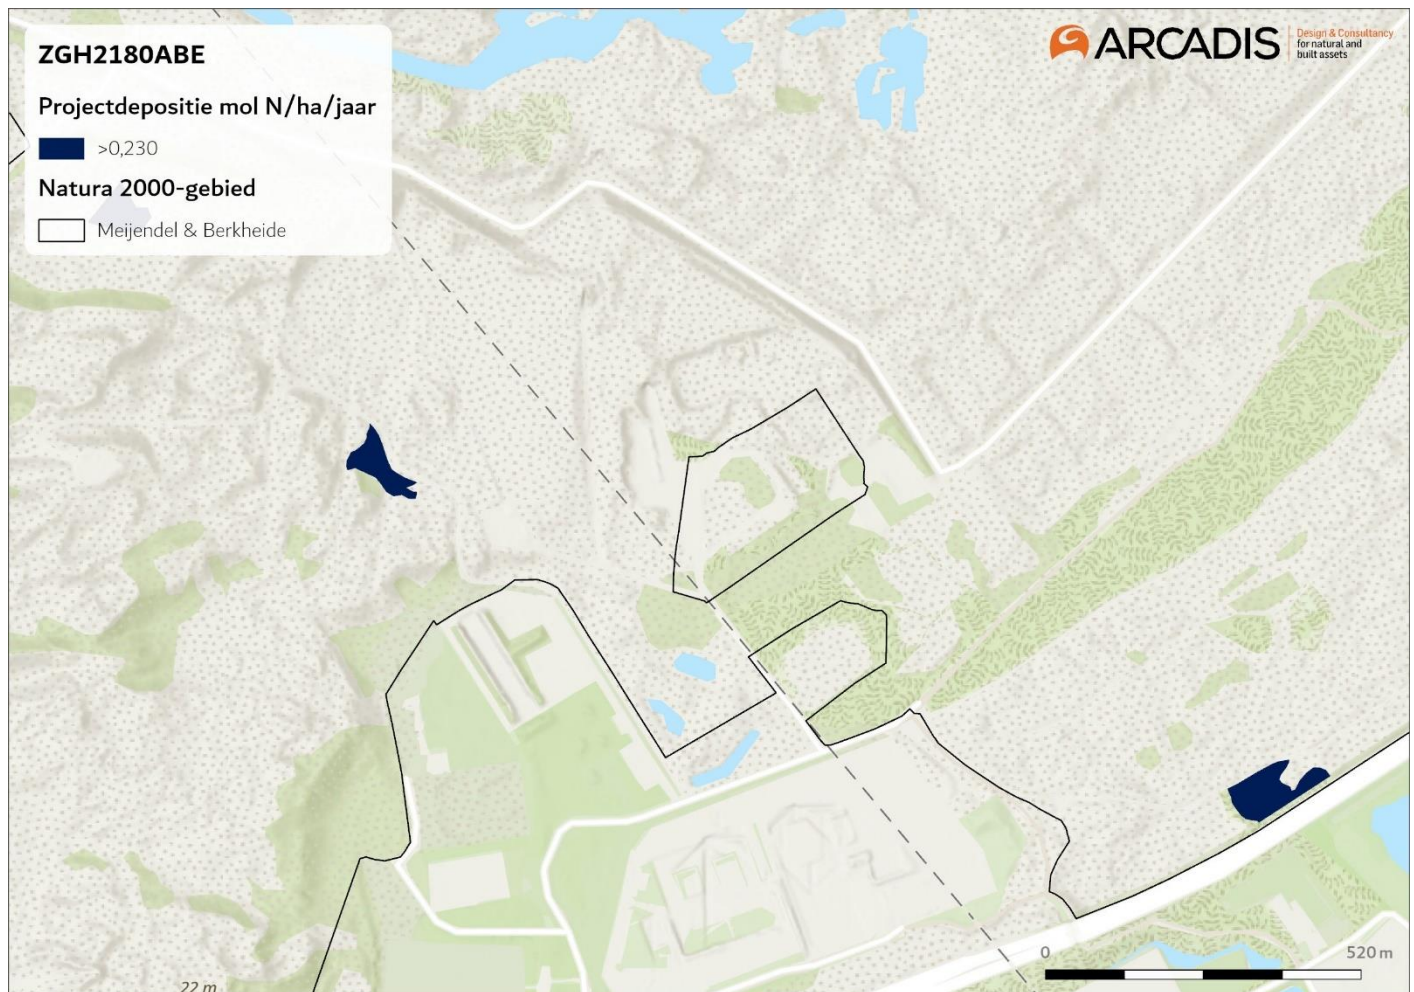 ZGH2180ABE
Projectdepositie mol N/ha/jaar
>0,230
Natura 2000-gebied
Meijendel & Berkheide
ARCADIS
Design & Consultancy
for natural and
built assets
22 m
0
520 m